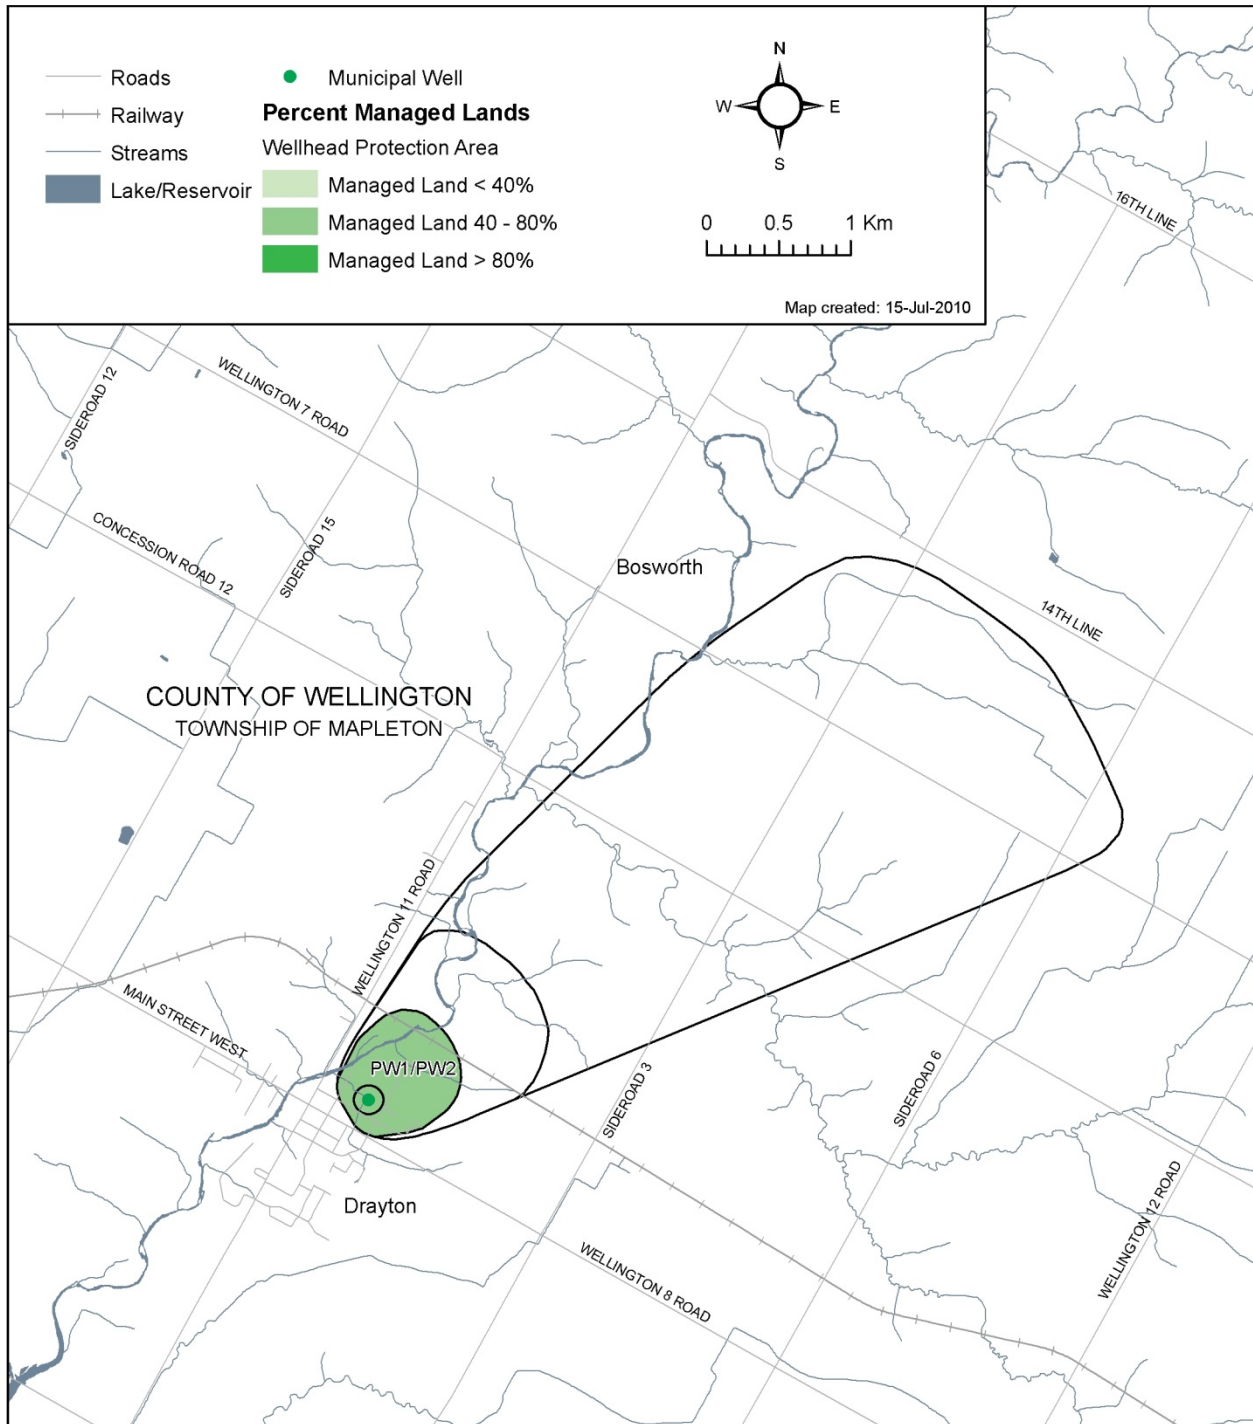 Roads
Railway
Streams
Lake/Reservoir
Municipal Well
Percent Managed Lands
Wellhead Protection Area
Managed Land < 40%
Managed Land 40 - 80%
Managed Land > 80%
N
W E
S
0 0.5 1 Km
Map created: 15-Jul-2010
16TH LINE
SIDEROAD 12
WELLINGTON 7 ROAD
CONCESSION ROAD 12
SIDEROAD 15
Bosworth
14TH LINE
COUNTY OF WELLINGTON
TOWNSHIP OF MAPLETON
WELLINGTON 11 ROAD
MAIN STREET WEST
PW1/PW2
SIDEROAD 3
SIDEROAD 6
Drayton
WELLINGTON 8 ROAD
WELLINGTON 12 ROAD